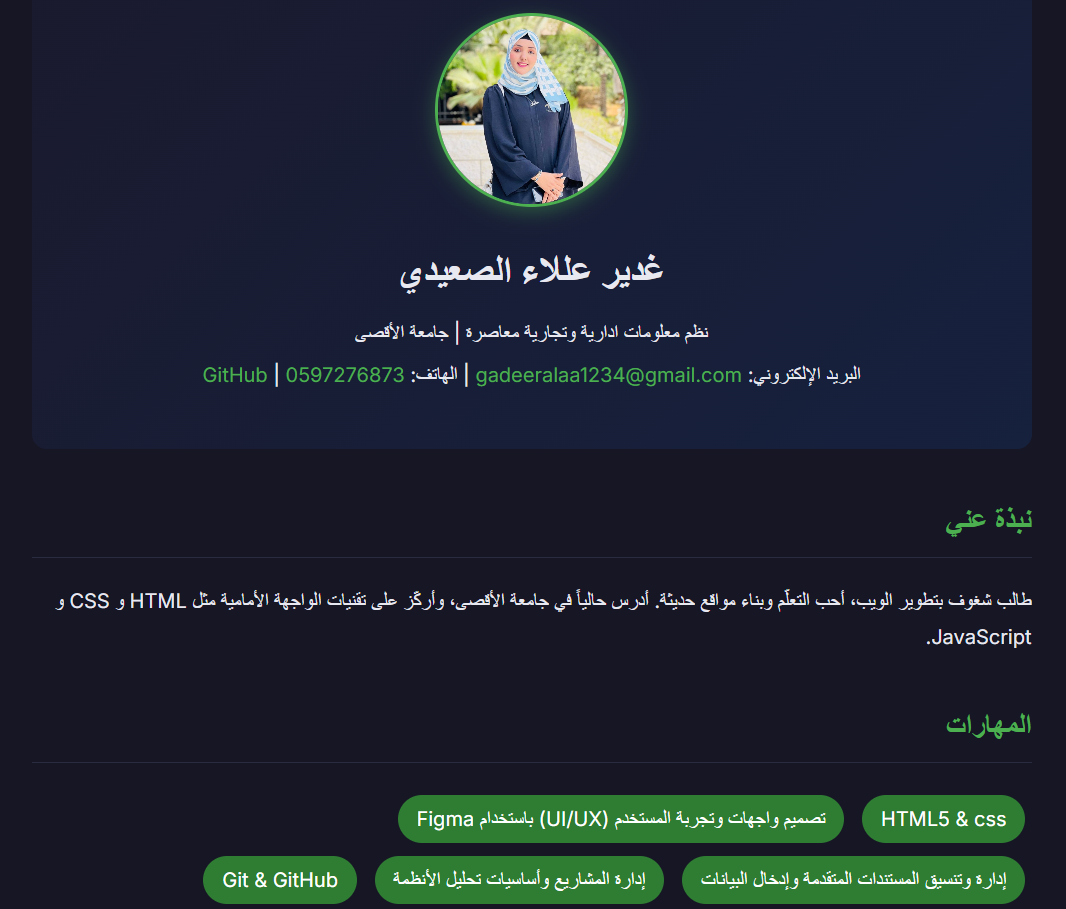 غدير عللاء الصعيدي
نظم معلومات ادارية وتجارية معاصرة | جامعة الأقصى
البريد الإلكتروني: gadeeralaa1234@gmail.com | الهاتف: 0597276873 | GitHub
نبذة عني
طالب شغوف بتطوير الويب، أحب التعلّم وبناء مواقع حديثة. أدرس حالياً في جامعة الأقصى، وأركّز على تقنيات الواجهة الأمامية مثل HTML و CSS و
JavaScript.
المهارات
HTML5 & css
تصميم واجهات وتجربة المستخدم (UI/UX) باستخدام Figma
إدارة وتنسيق المستندات المتقدمة وإدخال البيانات
إدارة المشاريع وأساسيات تحليل الأنظمة
Git & GitHub